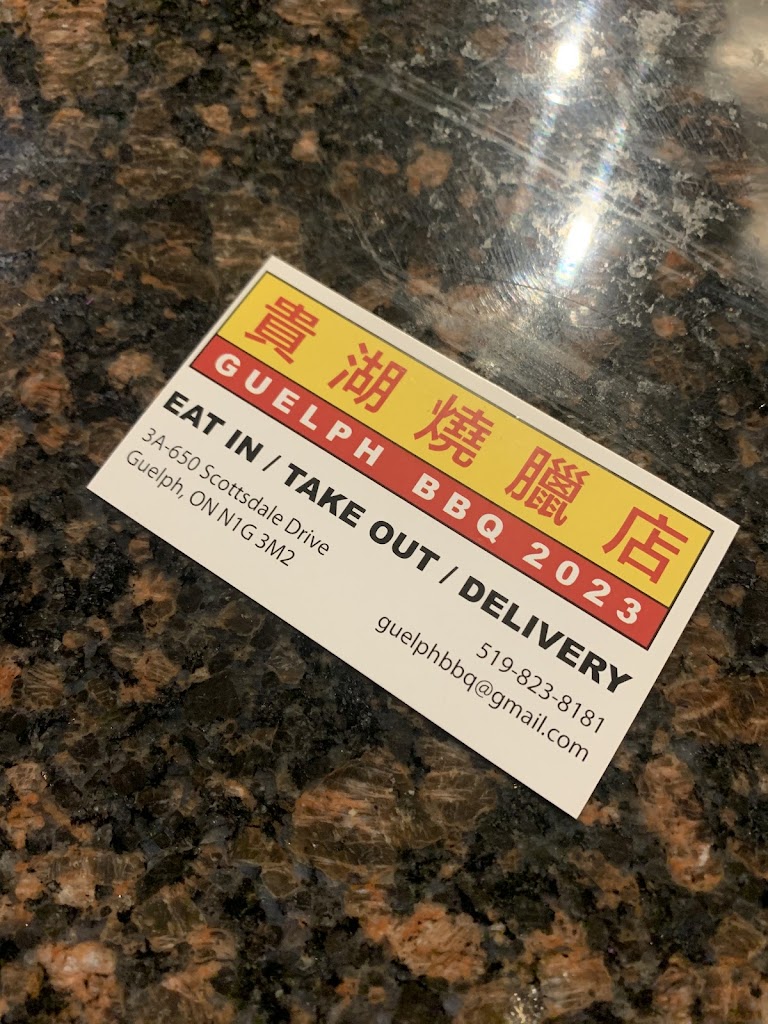 貴湖燒臘店
GUELPH BBQ 2023
EAT IN / TAKE OUT / DELIVERY
3A-650 Scottsdale Drive
Guelph, ON N1G 3M2
519-823-8181
guelphbbq@gmail.com